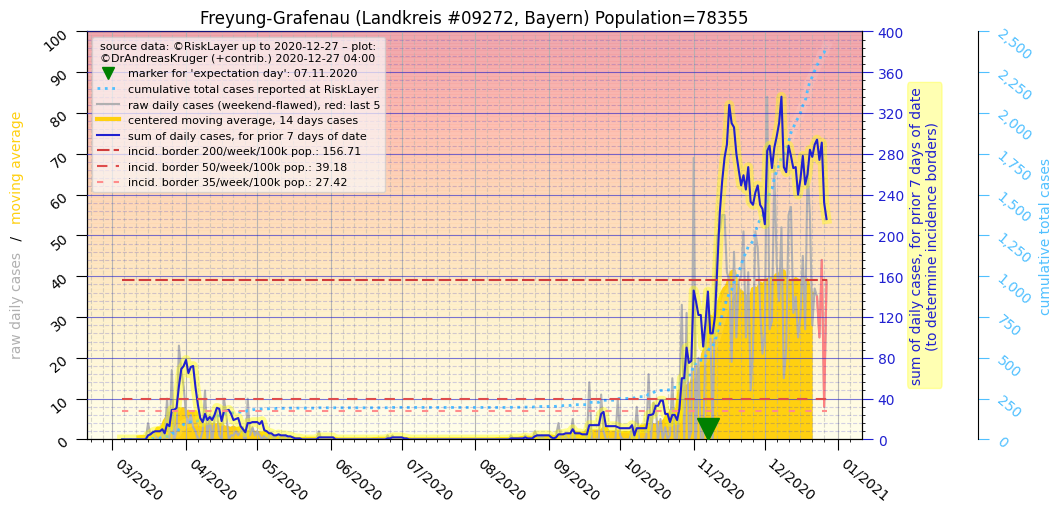 Freyung-Grafenau (Landkreis #09272, Bayern) Population=78355
source data: ©RiskLayer up to 2020-12-27 – plot:
©DrAndreasKruger (+contrib.) 2020-12-27 04:00
marker for 'expectation day': 07.11.2020
cumulative total cases reported at RiskLayer
raw daily cases (weekend-flawed), red: last 5
centered moving average, 14 days cases
sum of daily cases, for prior 7 days of date
incid. border 200/week/100k pop.: 156.71
incid. border 50/week/100k pop.: 39.18
incid. border 35/week/100k pop.: 27.42
raw daily cases / moving average
100
90
80
70
60
50
40
30
20
10
0
03/2020
04/2020
05/2020
06/2020
07/2020
08/2020
09/2020
10/2020
11/2020
12/2020
01/2021
400
360
320
280
240
200
160
120
80
40
0
sum of daily cases, for prior 7 days of date
(to determine incidence borders)
2,500
2,250
2,000
1,750
1,500
1,250
1,000
750
500
250
0
cumulative total cases